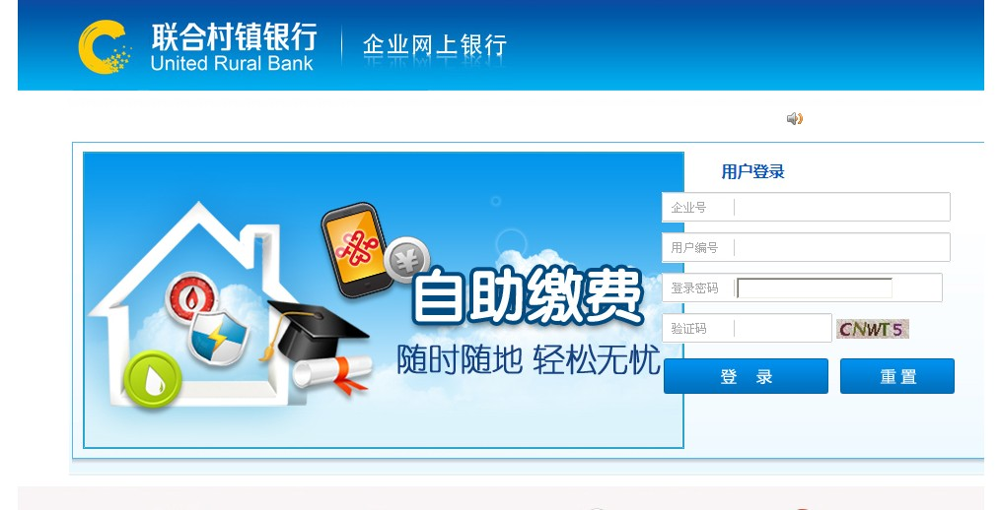 联合村镇银行
United Rural Bank
企业网上银行
用户登录
企业号
用户编号
登录密码
验证码
CNWT5
登 录
重 置
自助缴费
随时随地 轻松无忧